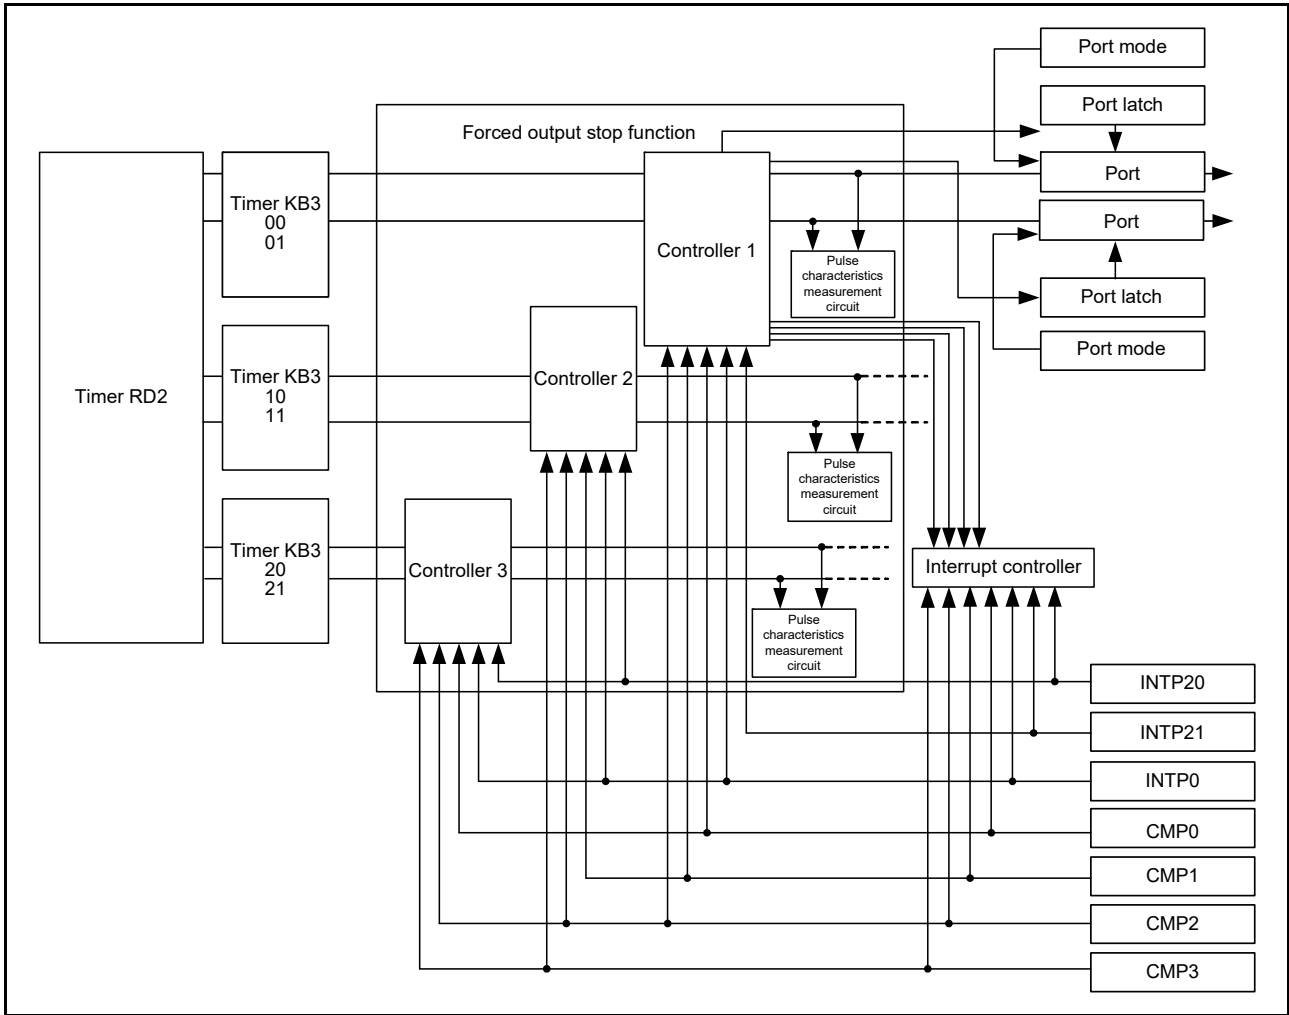 Port mode
Port latch
Forced output stop function
Port
Timer KB3
00
01
Port
Controller 1
Pulse
characteristics
measurement
circuit
Port latch
Port mode
Timer RD2
Timer KB3
10
11
Controller 2
Pulse
characteristics
measurement
circuit
Timer KB3
20
21
Controller 3
Interrupt controller
Pulse
characteristics
measurement
circuit
INTP20
INTP21
INTP0
CMP0
CMP1
CMP2
CMP3